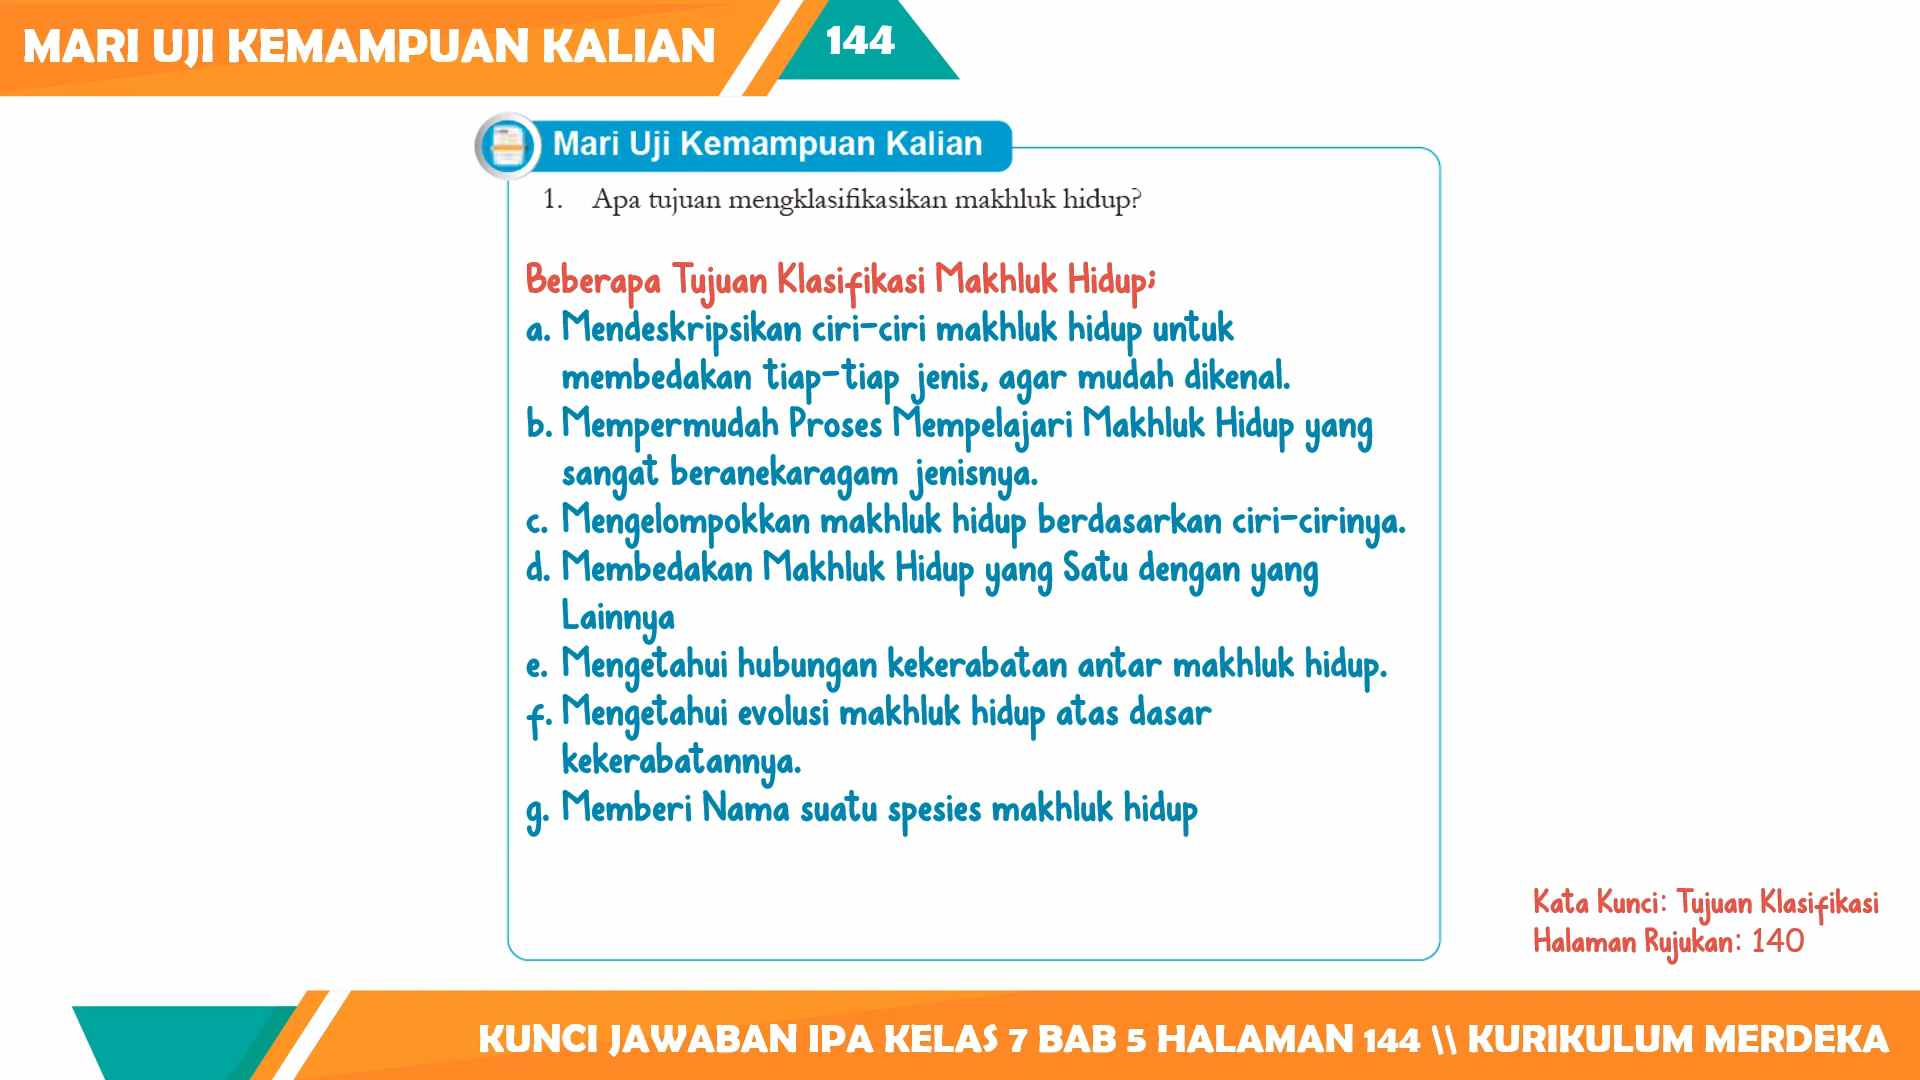 MARI UJI KEMAMPUAN KALIAN
144
Mari Uji Kemampuan Kalian
1. Apa tujuan mengklasifikasikan makhluk hidup?
Beberapa Tujuan Klasifikasi Makhluk Hidup;
a. Mendeskripsikan ciri-ciri makhluk hidup untuk
membedakan tiap-tiap jenis, agar mudah dikenal.
b. Mempermudah Proses Mempelajari Makhluk Hidup yang
sangat beranekaragam jenisnya.
c. Mengelompokkan makhluk hidup berdasarkan ciri-cirinya.
d. Membedakan Makhluk Hidup yang Satu dengan yang
Lainnya
e. Mengetahui hubungan kekerabatan antar makhluk hidup.
f. Mengetahui evolusi makhluk hidup atas dasar
kekerabatannya.
g. Memberi Nama suatu spesies makhluk hidup
Kata Kunci: Tujuan Klasifikasi
Halaman Rujukan: 140
KUNCI JAWABAN IPA KELAS 7 BAB 5 HALAMAN 144 \\ KURIKULUM MERDEKA